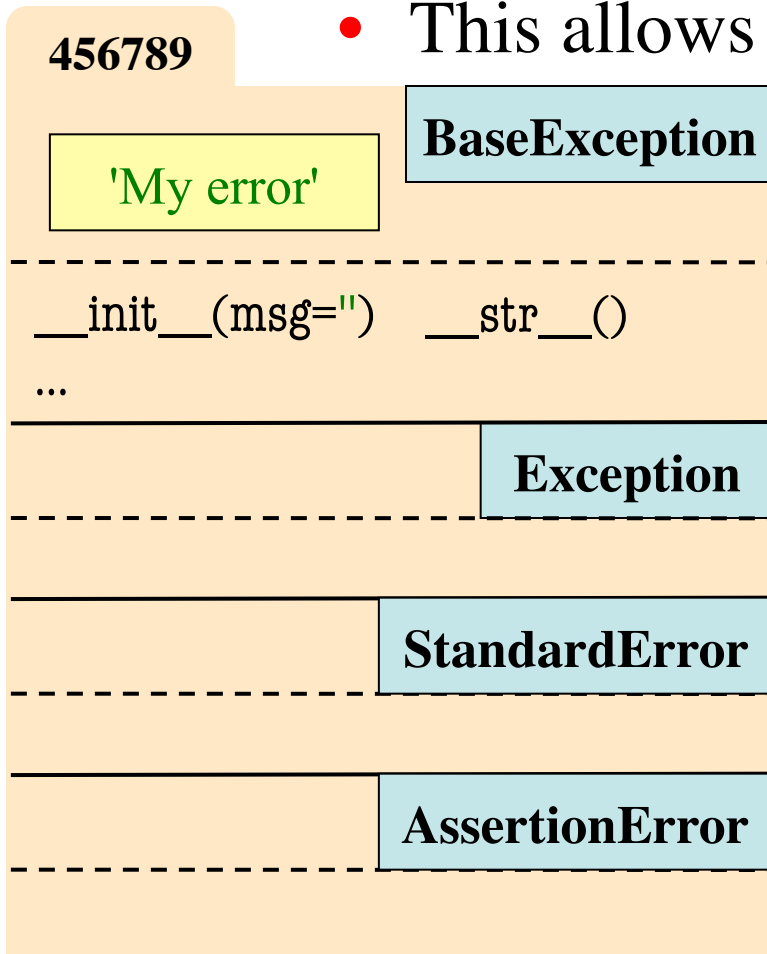 • This allows
456789
BaseException
'My error'
__init__(msg='') __str__()
...
Exception
StandardError
AssertionError